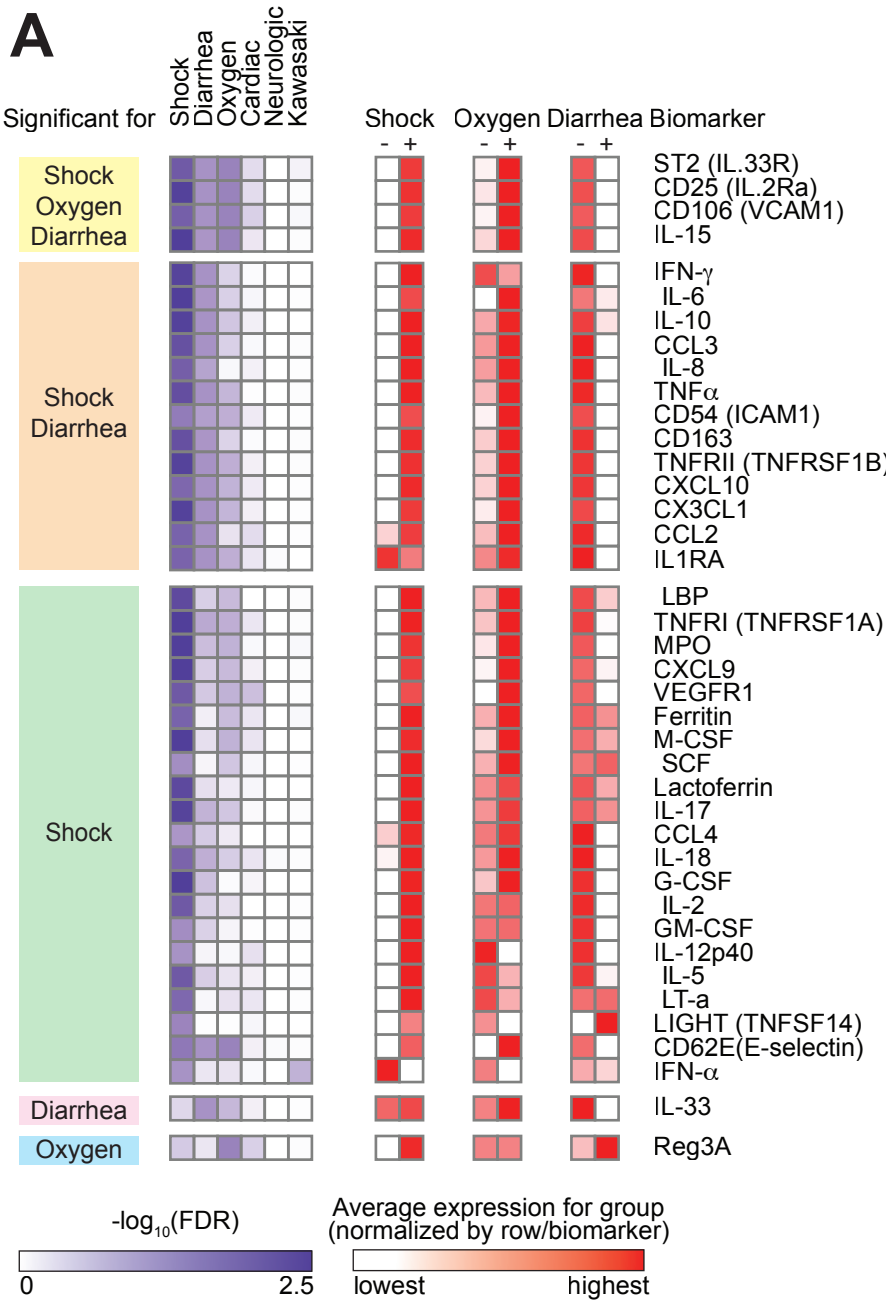 A
Significant for
Shock
Diarrhea
Oxygen
Cardiac
Neurologic
Kawasaki
Shock Oxygen Diarrhea Biomarker
- + - + - +
Shock
Oxygen
Diarrhea
ST2 (IL.33R)
CD25 (IL.2Ra)
CD106 (VCAM1)
IL-15
Shock
Diarrhea
IFN-γ
IL-6
IL-10
CCL3
IL-8
TNFα
CD54 (ICAM1)
CD163
TNFRII (TNFRSF1B)
CXCL10
CX3CL1
CCL2
IL1RA
Shock
LBP
TNFRI (TNFRSF1A)
MPO
CXCL9
VEGFR1
Ferritin
M-CSF
SCF
Lactoferrin
IL-17
CCL4
IL-18
G-CSF
IL-2
GM-CSF
IL-12p40
IL-5
LT-a
LIGHT (TNFSF14)
CD62E(E-selectin)
IFN-α
Diarrhea IL-33
Oxygen Reg3A
-log₁₀(FDR)
0 2.5
Average expression for group
(normalized by row/biomarker)
lowest highest